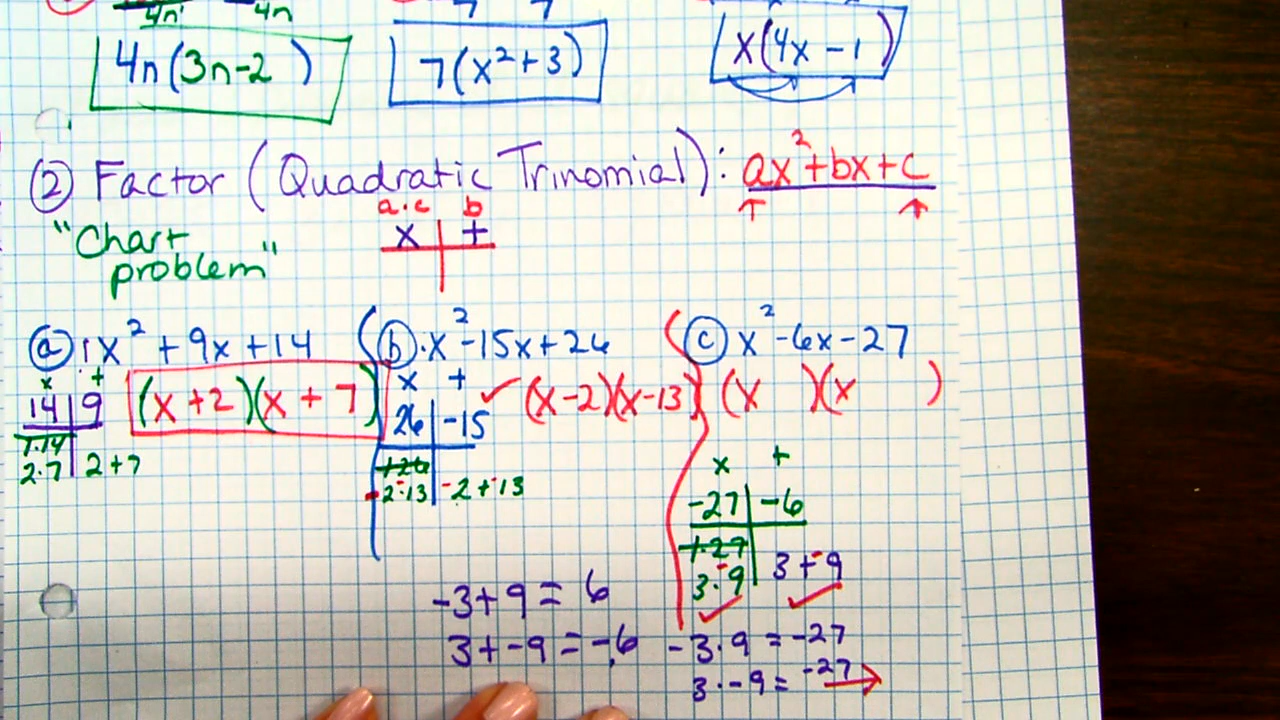 4n 4n 7 7
4n(3n-2) 7(x²+3) x(4x-1)
② Factor (Quadratic Trinomial): ax²+bx+c
"Chart problem"
a·c b
x +
ⓐ 1x²+9x+14
x +
14 9
(x+2)(x+7)
1·14
2·7 2+7
ⓑ x²-15x+26
x +
26 -15
(x-2)(x-13)
1·26
-2·-13 -2+-13
ⓒ x²-6x-27
(x )(x )
x +
-27 -6
1·27
3·-9 3+-9
-3+9=6
3+-9=-6
-3·9=-27
3·-9=-27